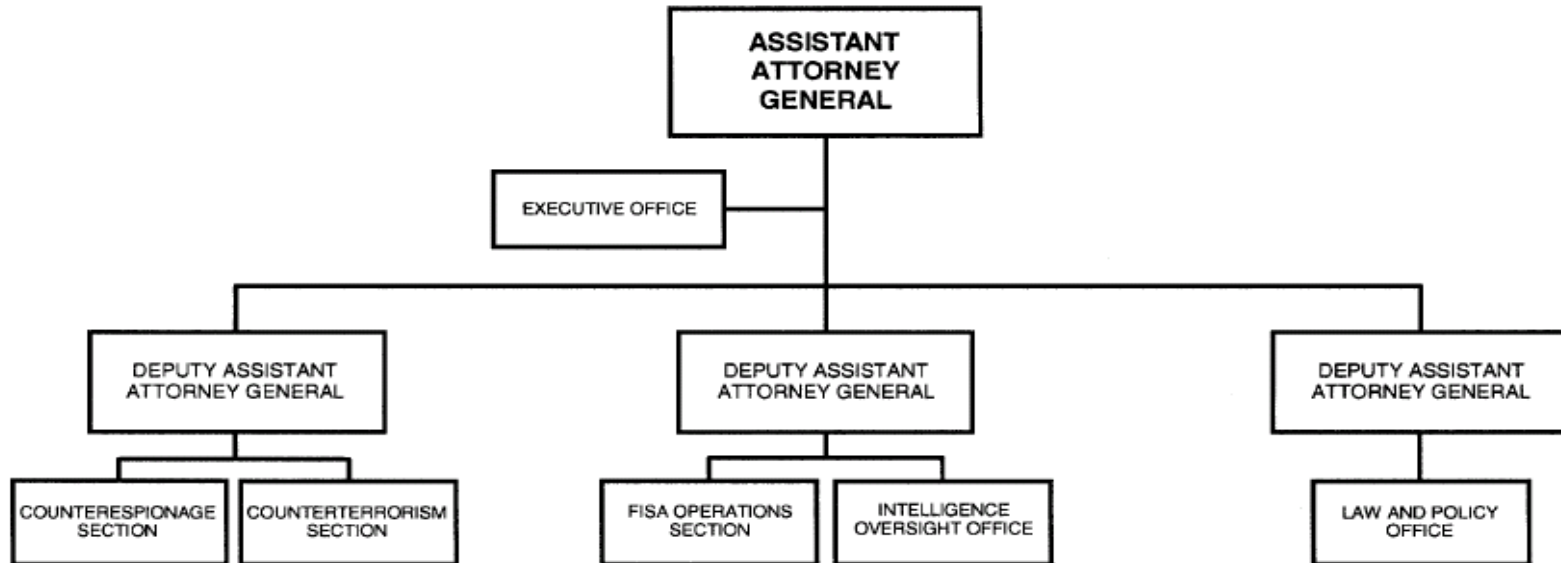 ASSISTANT
ATTORNEY
GENERAL
EXECUTIVE OFFICE
DEPUTY ASSISTANT
ATTORNEY GENERAL
DEPUTY ASSISTANT
ATTORNEY GENERAL
DEPUTY ASSISTANT
ATTORNEY GENERAL
COUNTERESPIONAGE
SECTION
COUNTERTERRORISM
SECTION
FISA OPERATIONS
SECTION
INTELLIGENCE
OVERSIGHT OFFICE
LAW AND POLICY
OFFICE